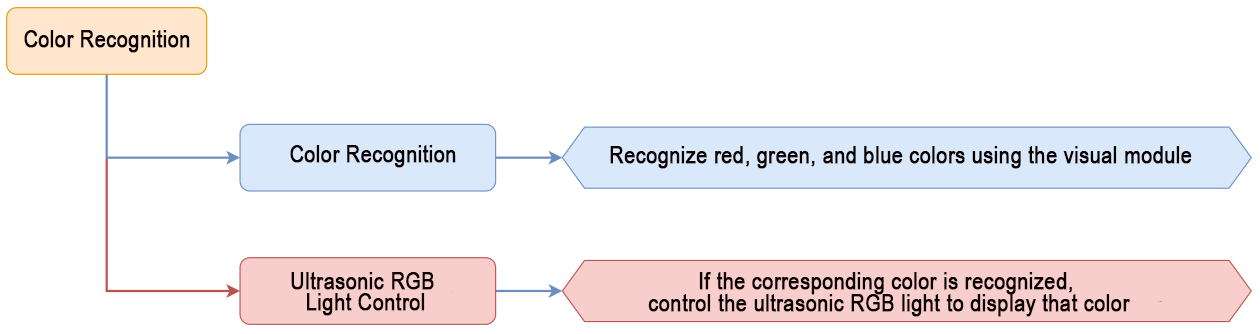 Color Recognition
Color Recognition
Recognize red, green, and blue colors using the visual module
Ultrasonic RGB
Light Control
If the corresponding color is recognized,
control the ultrasonic RGB light to display that color